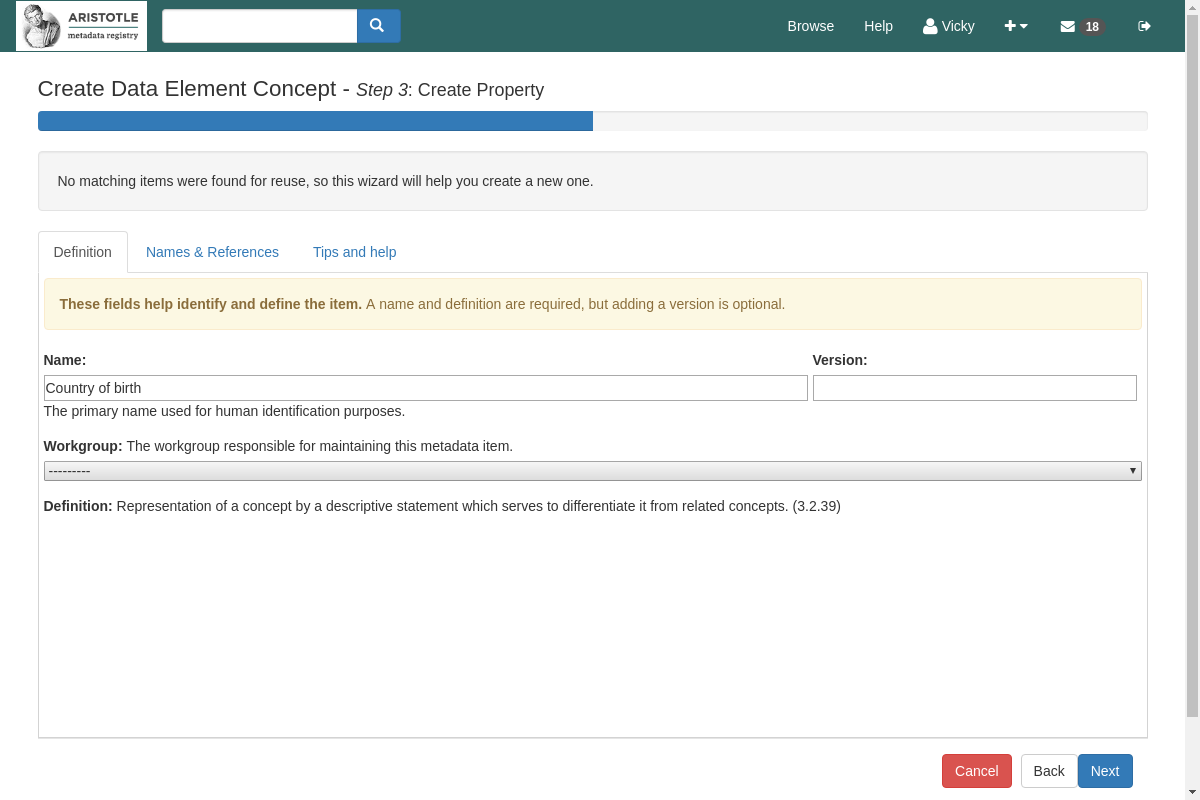 ARISTOTLE
metadata registry
Browse
Help
Vicky
18
Create Data Element Concept - Step 3: Create Property
No matching items were found for reuse, so this wizard will help you create a new one.
Definition
Names & References
Tips and help
These fields help identify and define the item. A name and definition are required, but adding a version is optional.
Name:
Version:
Country of birth
The primary name used for human identification purposes.
Workgroup: The workgroup responsible for maintaining this metadata item.
---------
Definition: Representation of a concept by a descriptive statement which serves to differentiate it from related concepts. (3.2.39)
Cancel
Back
Next